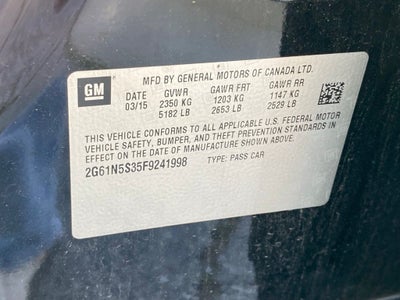 GM
MFD BY GENERAL MOTORS OF CANADA LTD.
DATE GVWR GAWR FRT GAWR RR
03/15 2350 KG 1203 KG 1147 KG
5182 LB 2653 LB 2529 LB
THIS VEHICLE CONFORMS TO ALL APPLICABLE U.S. FEDERAL MOTOR
VEHICLE SAFETY, BUMPER, AND THEFT PREVENTION STANDARDS IN
EFFECT ON THE DATE OF MANUFACTURE SHOWN ABOVE.
2G61N5S35F9241998 TYPE: PASS CAR